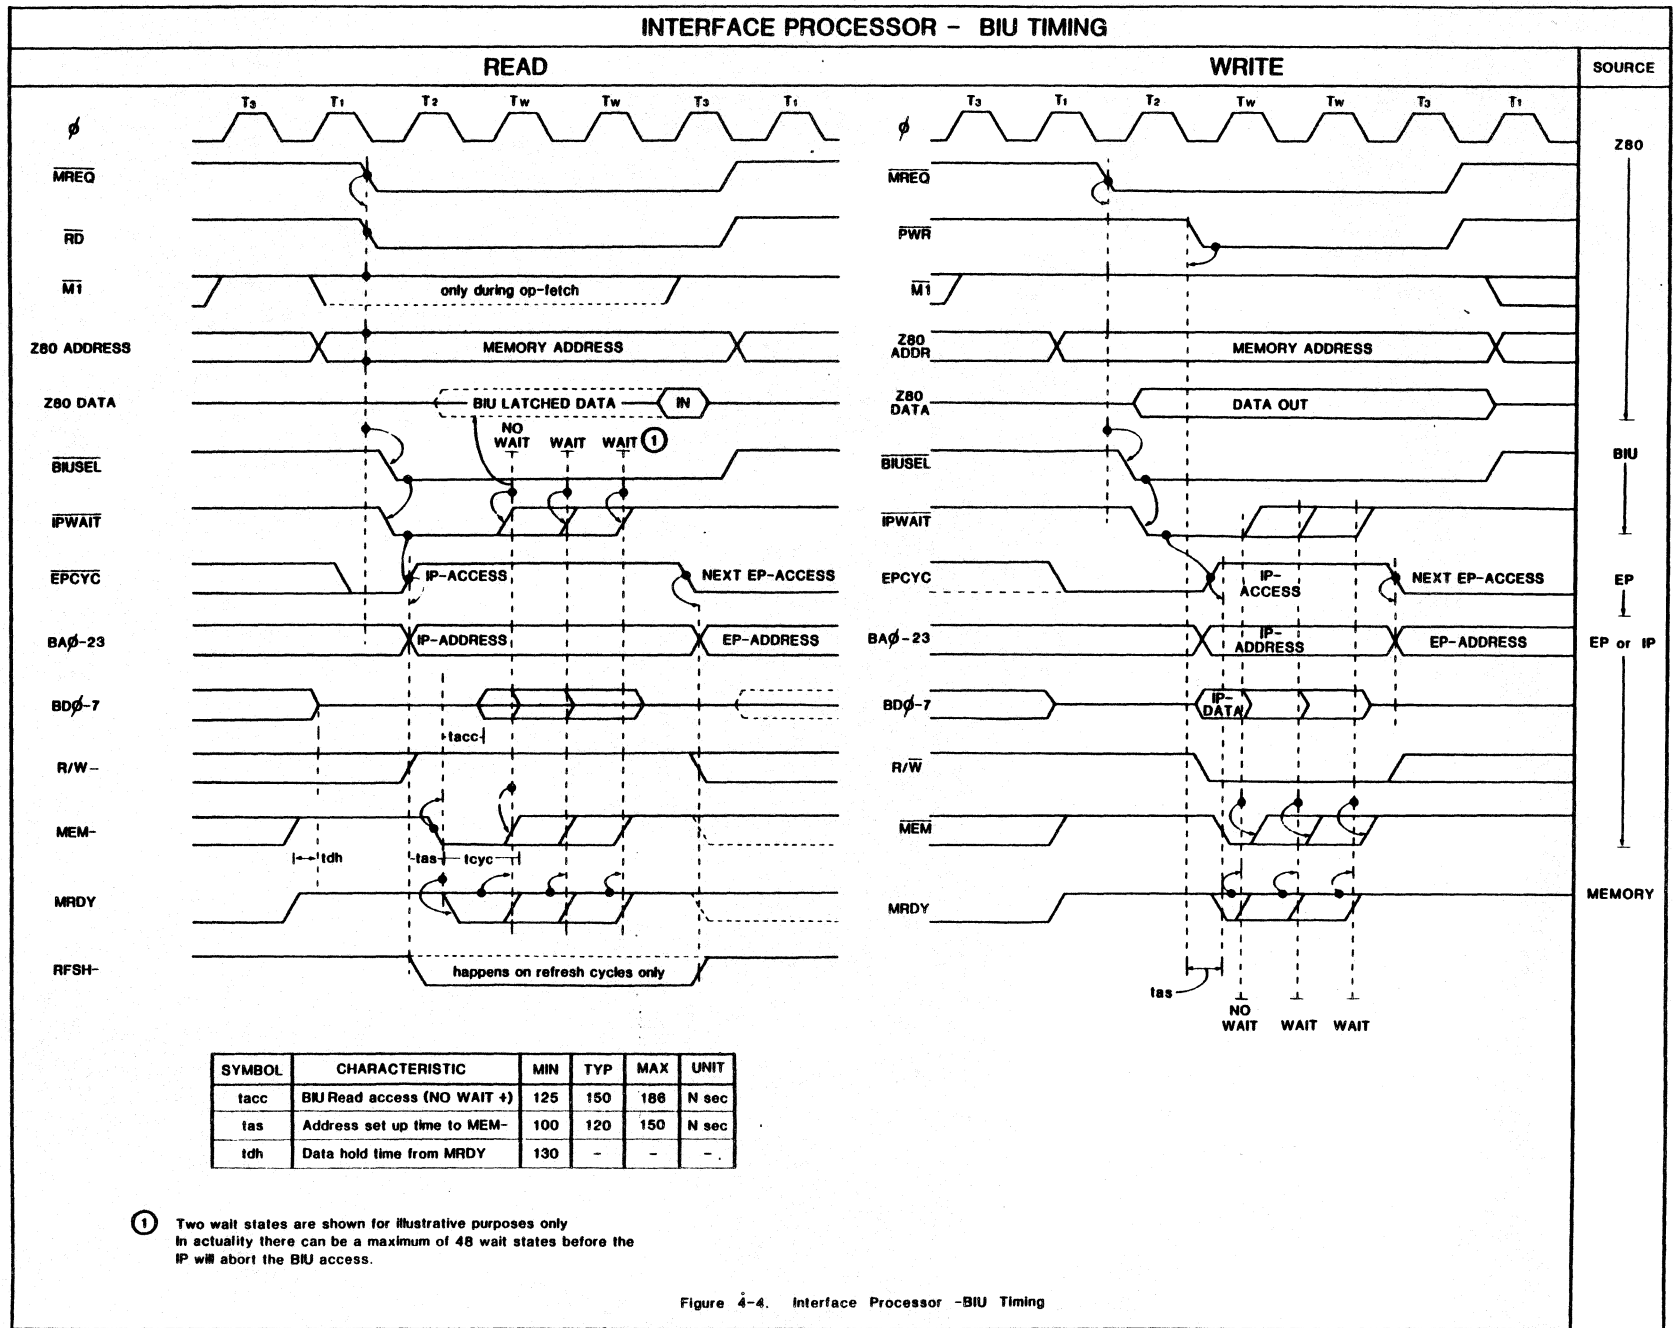 INTERFACE PROCESSOR - BIU TIMING
READ
WRITE
SOURCE
T3 T1 T2 TW TW T3 T1
T3 T1 T2 TW TW T3 T1
ϕ
ϕ
Z80
MREQ
MREQ
RD
PWR
M1
only during op-fetch
M1
Z80 ADDRESS
MEMORY ADDRESS
Z80
ADDR
MEMORY ADDRESS
Z80 DATA
BIU LATCHED DATA
IN
Z80
DATA
DATA OUT
NO
WAIT WAIT WAIT 1
BIUSEL
BIUSEL
BIU
IPWAIT
IPWAIT
EPCYC
IP-ACCESS
NEXT EP-ACCESS
EPCYC
IP-
ACCESS
NEXT EP-ACCESS
EP
BAϕ-23
IP-ADDRESS
EP-ADDRESS
BAϕ-23
IP-
ADDRESS
EP-ADDRESS
EP or IP
BDϕ-7
tacc
BDϕ-7
IP-
DATA
R/W-
R/W
MEM-
tdh
tas
tcyc
MEM
MRDY
MRDY
MEMORY
RFSH-
happens on refresh cycles only
tas
NO
WAIT WAIT WAIT
SYMBOL CHARACTERISTIC MIN TYP MAX UNIT
tacc BIU Read access (NO WAIT +) 125 150 186 N sec
tas Address set up time to MEM- 100 120 150 N sec
tdh Data hold time from MRDY 130 - - -
1 Two wait states are shown for illustrative purposes only
In actuality there can be a maximum of 48 wait states before the
IP will abort the BIU access.
Figure 4-4. Interface Processor -BIU Timing